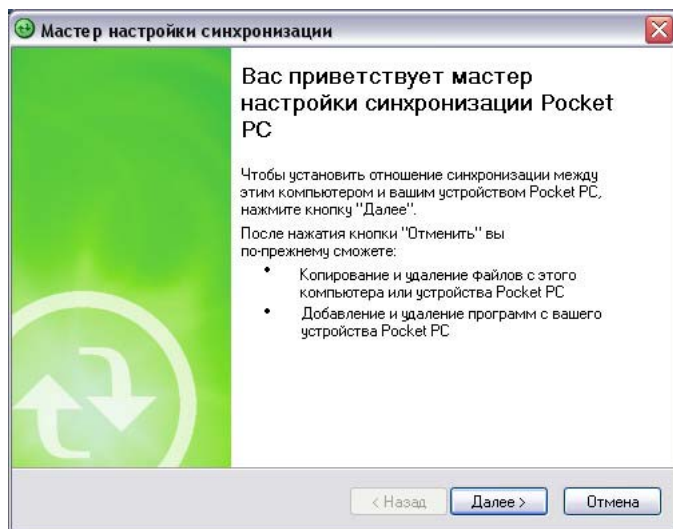 Мастер настройки синхронизации
Вас приветствует мастер
настройки синхронизации Pocket
PC
Чтобы установить отношение синхронизации между
этим компьютером и вашим устройством Pocket PC,
нажмите кнопку "Далее".
После нажатия кнопки "Отменить" вы
по-прежнему сможете:
• Копирование и удаление файлов с этого
компьютера или устройства Pocket PC
• Добавление и удаление программ с вашего
устройства Pocket PC
< Назад Далее > Отмена